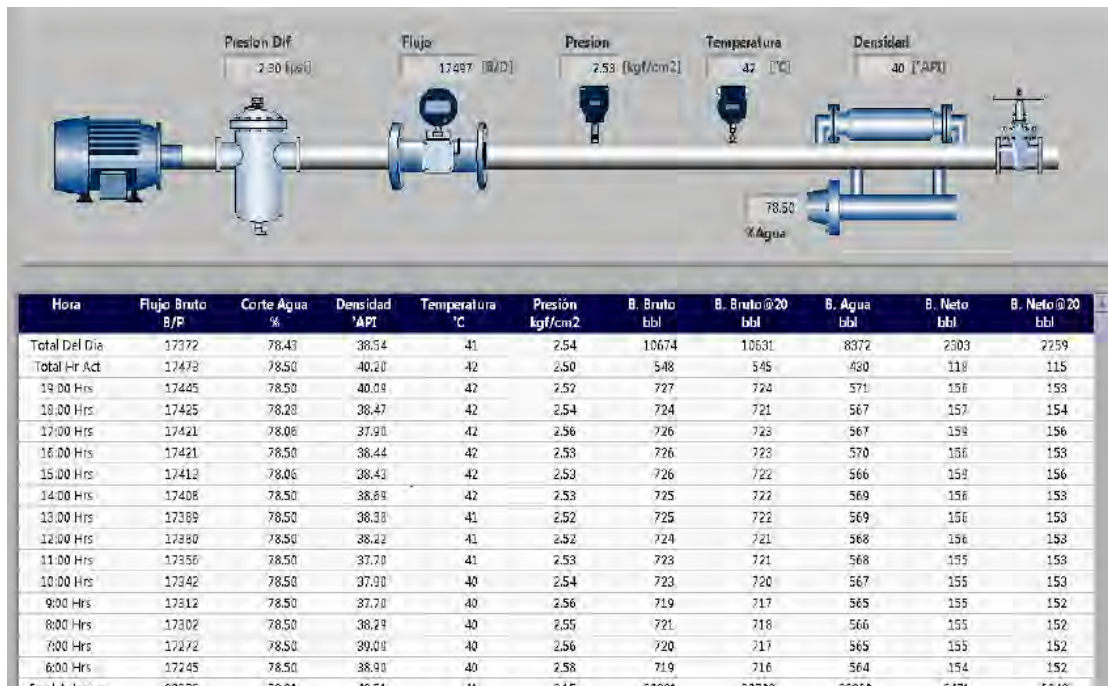 Presion Dif Flujo Presion Temperatura Densidad
2.30 [psi] 17497 [B/D] 2.53 [kgf/cm2] 42 [°C] 40 [°API]
78.50
%Agua
Hora Flujo Bruto Corte Agua Densidad Temperatura Presión B. Bruto B. Bruto@20 B. Agua B. Neto B. Neto@20
B/P % °API °C kgf/cm2 bbl bbl bbl bbl bbl
Total Del Dia 17372 78.43 38.54 41 2.54 10674 10631 8372 2303 2259
Total Hr Act 17473 78.50 40.20 42 2.50 548 545 430 118 115
19:00 Hrs 17445 78.50 40.09 42 2.52 727 724 571 156 153
18:00 Hrs 17425 78.28 38.47 42 2.54 724 721 567 157 154
17:00 Hrs 17421 78.06 37.90 42 2.56 726 723 567 159 156
16:00 Hrs 17421 78.50 38.44 42 2.53 726 723 570 156 153
15:00 Hrs 17412 78.06 38.43 42 2.53 726 722 566 159 156
14:00 Hrs 17408 78.50 38.69 42 2.53 725 722 569 156 153
13:00 Hrs 17389 78.50 38.38 41 2.52 725 722 569 156 153
12:00 Hrs 17380 78.50 38.22 41 2.52 724 721 568 156 153
11:00 Hrs 17356 78.50 37.70 41 2.53 723 721 568 155 153
10:00 Hrs 17342 78.50 37.90 40 2.54 723 720 567 155 153
9:00 Hrs 17312 78.50 37.70 40 2.56 719 717 565 155 152
8:00 Hrs 17302 78.50 38.29 40 2.55 721 718 566 155 152
7:00 Hrs 17272 78.50 39.09 40 2.56 720 717 565 155 152
6:00 Hrs 17245 78.50 38.90 40 2.58 719 716 564 154 152